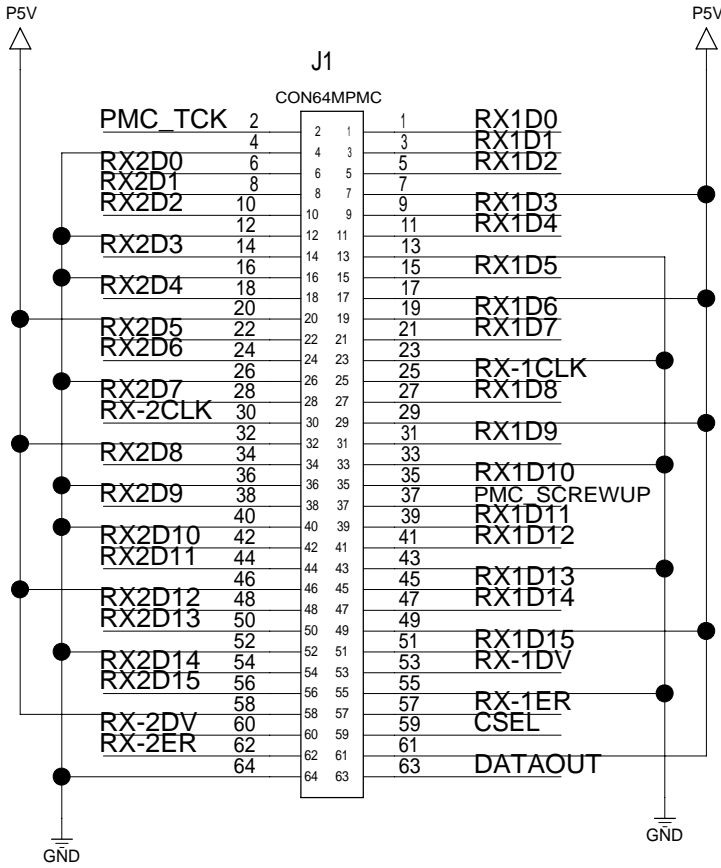 P5V P5V
J1
CON64MPMC
PMC_TCK 2 2 1 1 RX1D0
4 4 3 3 RX1D1
RX2D0 6 6 5 5 RX1D2
RX2D1 8 8 7 7
RX2D2 10 10 9 9 RX1D3
12 12 11 11 RX1D4
RX2D3 14 14 13 13
16 16 15 15 RX1D5
RX2D4 18 18 17 17
20 20 19 19 RX1D6
RX2D5 22 22 21 21 RX1D7
RX2D6 24 24 23 23
26 26 25 25 RX-1CLK
RX2D7 28 28 27 27 RX1D8
RX-2CLK 30 30 29 29
32 32 31 31 RX1D9
RX2D8 34 34 33 33
36 36 35 35 RX1D10
RX2D9 38 38 37 37 PMC_SCREWUP
40 40 39 39 RX1D11
RX2D10 42 42 41 41 RX1D12
RX2D11 44 44 43 43
46 46 45 45 RX1D13
RX2D12 48 48 47 47 RX1D14
RX2D13 50 50 49 49
52 52 51 51 RX1D15
RX2D14 54 54 53 53 RX-1DV
RX2D15 56 56 55 55
58 58 57 57 RX-1ER
RX-2DV 60 60 59 59 CSEL
RX-2ER 62 62 61 61
64 64 63 63 DATAOUT
GND GND